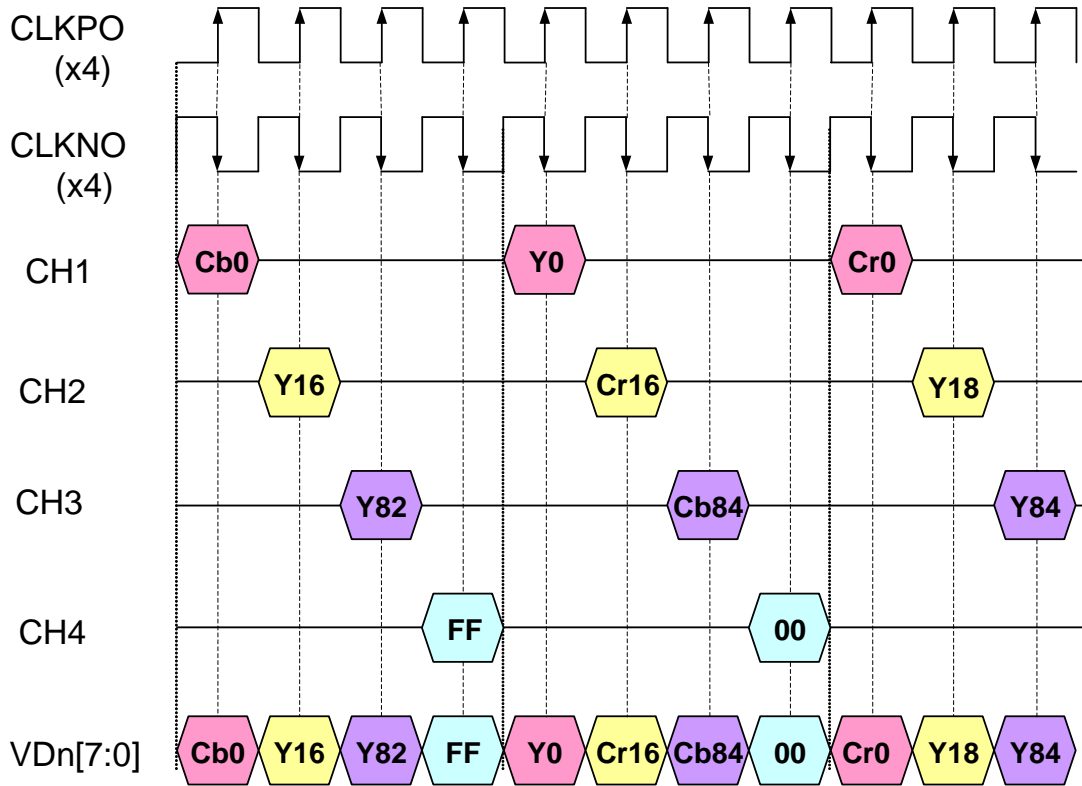 CLKPO
(x4)
CLKNO
(x4)
CH1 Cb0 Y0 Cr0
CH2 Y16 Cr16 Y18
CH3 Y82 Cb84 Y84
CH4 FF 00
VDn[7:0] Cb0 Y16 Y82 FF Y0 Cr16 Cb84 00 Cr0 Y18 Y84